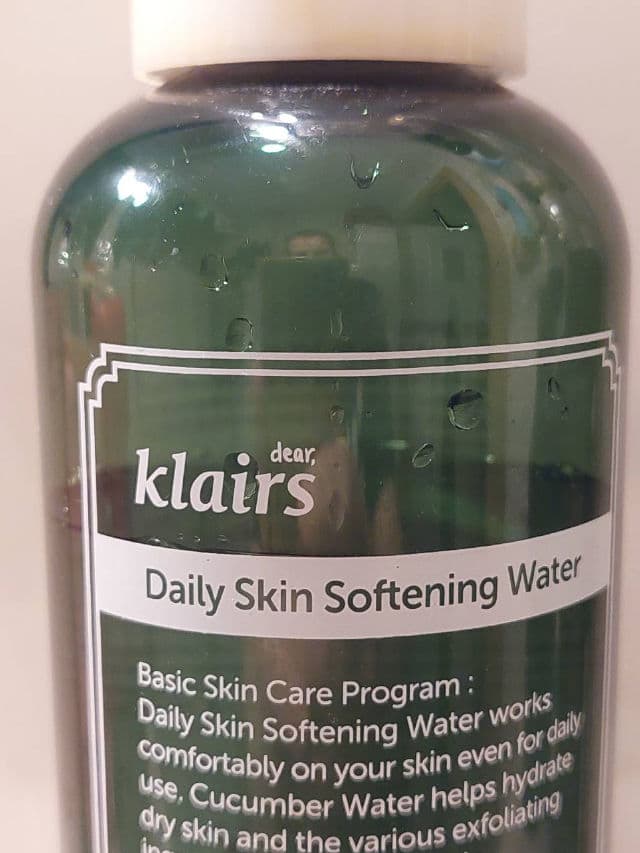 dear,
klairs
Daily Skin Softening Water
Basic Skin Care Program :
Daily Skin Softening Water works
comfortably on your skin even for daily
use. Cucumber Water helps hydrate
dry skin and the various exfoliating